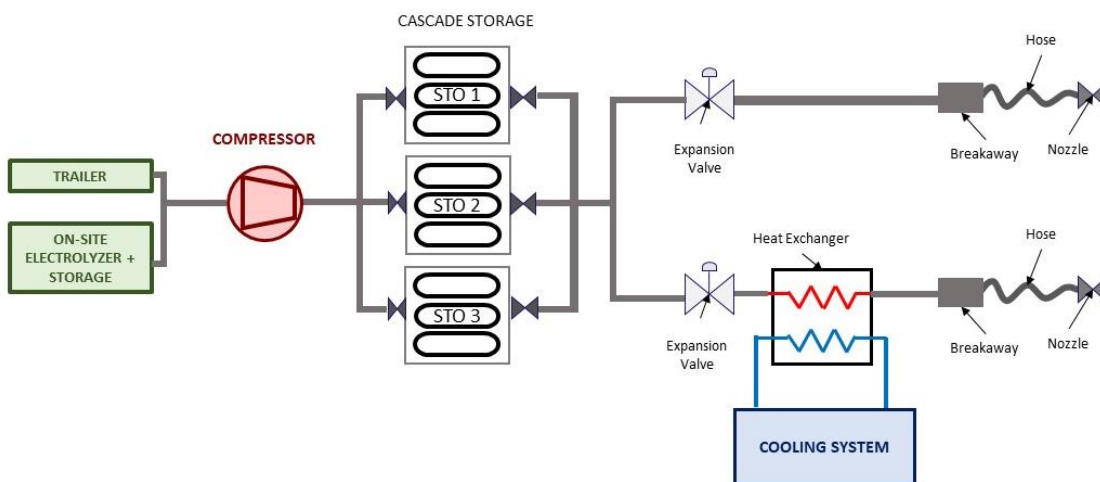 CASCADE STORAGE
STO 1
STO 2
STO 3
COMPRESSOR
TRAILER
ON-SITE
ELECTROLYZER +
STORAGE
Expansion
Valve
Hose
Breakaway
Nozzle
Heat Exchanger
Expansion
Valve
Hose
Breakaway
Nozzle
COOLING SYSTEM